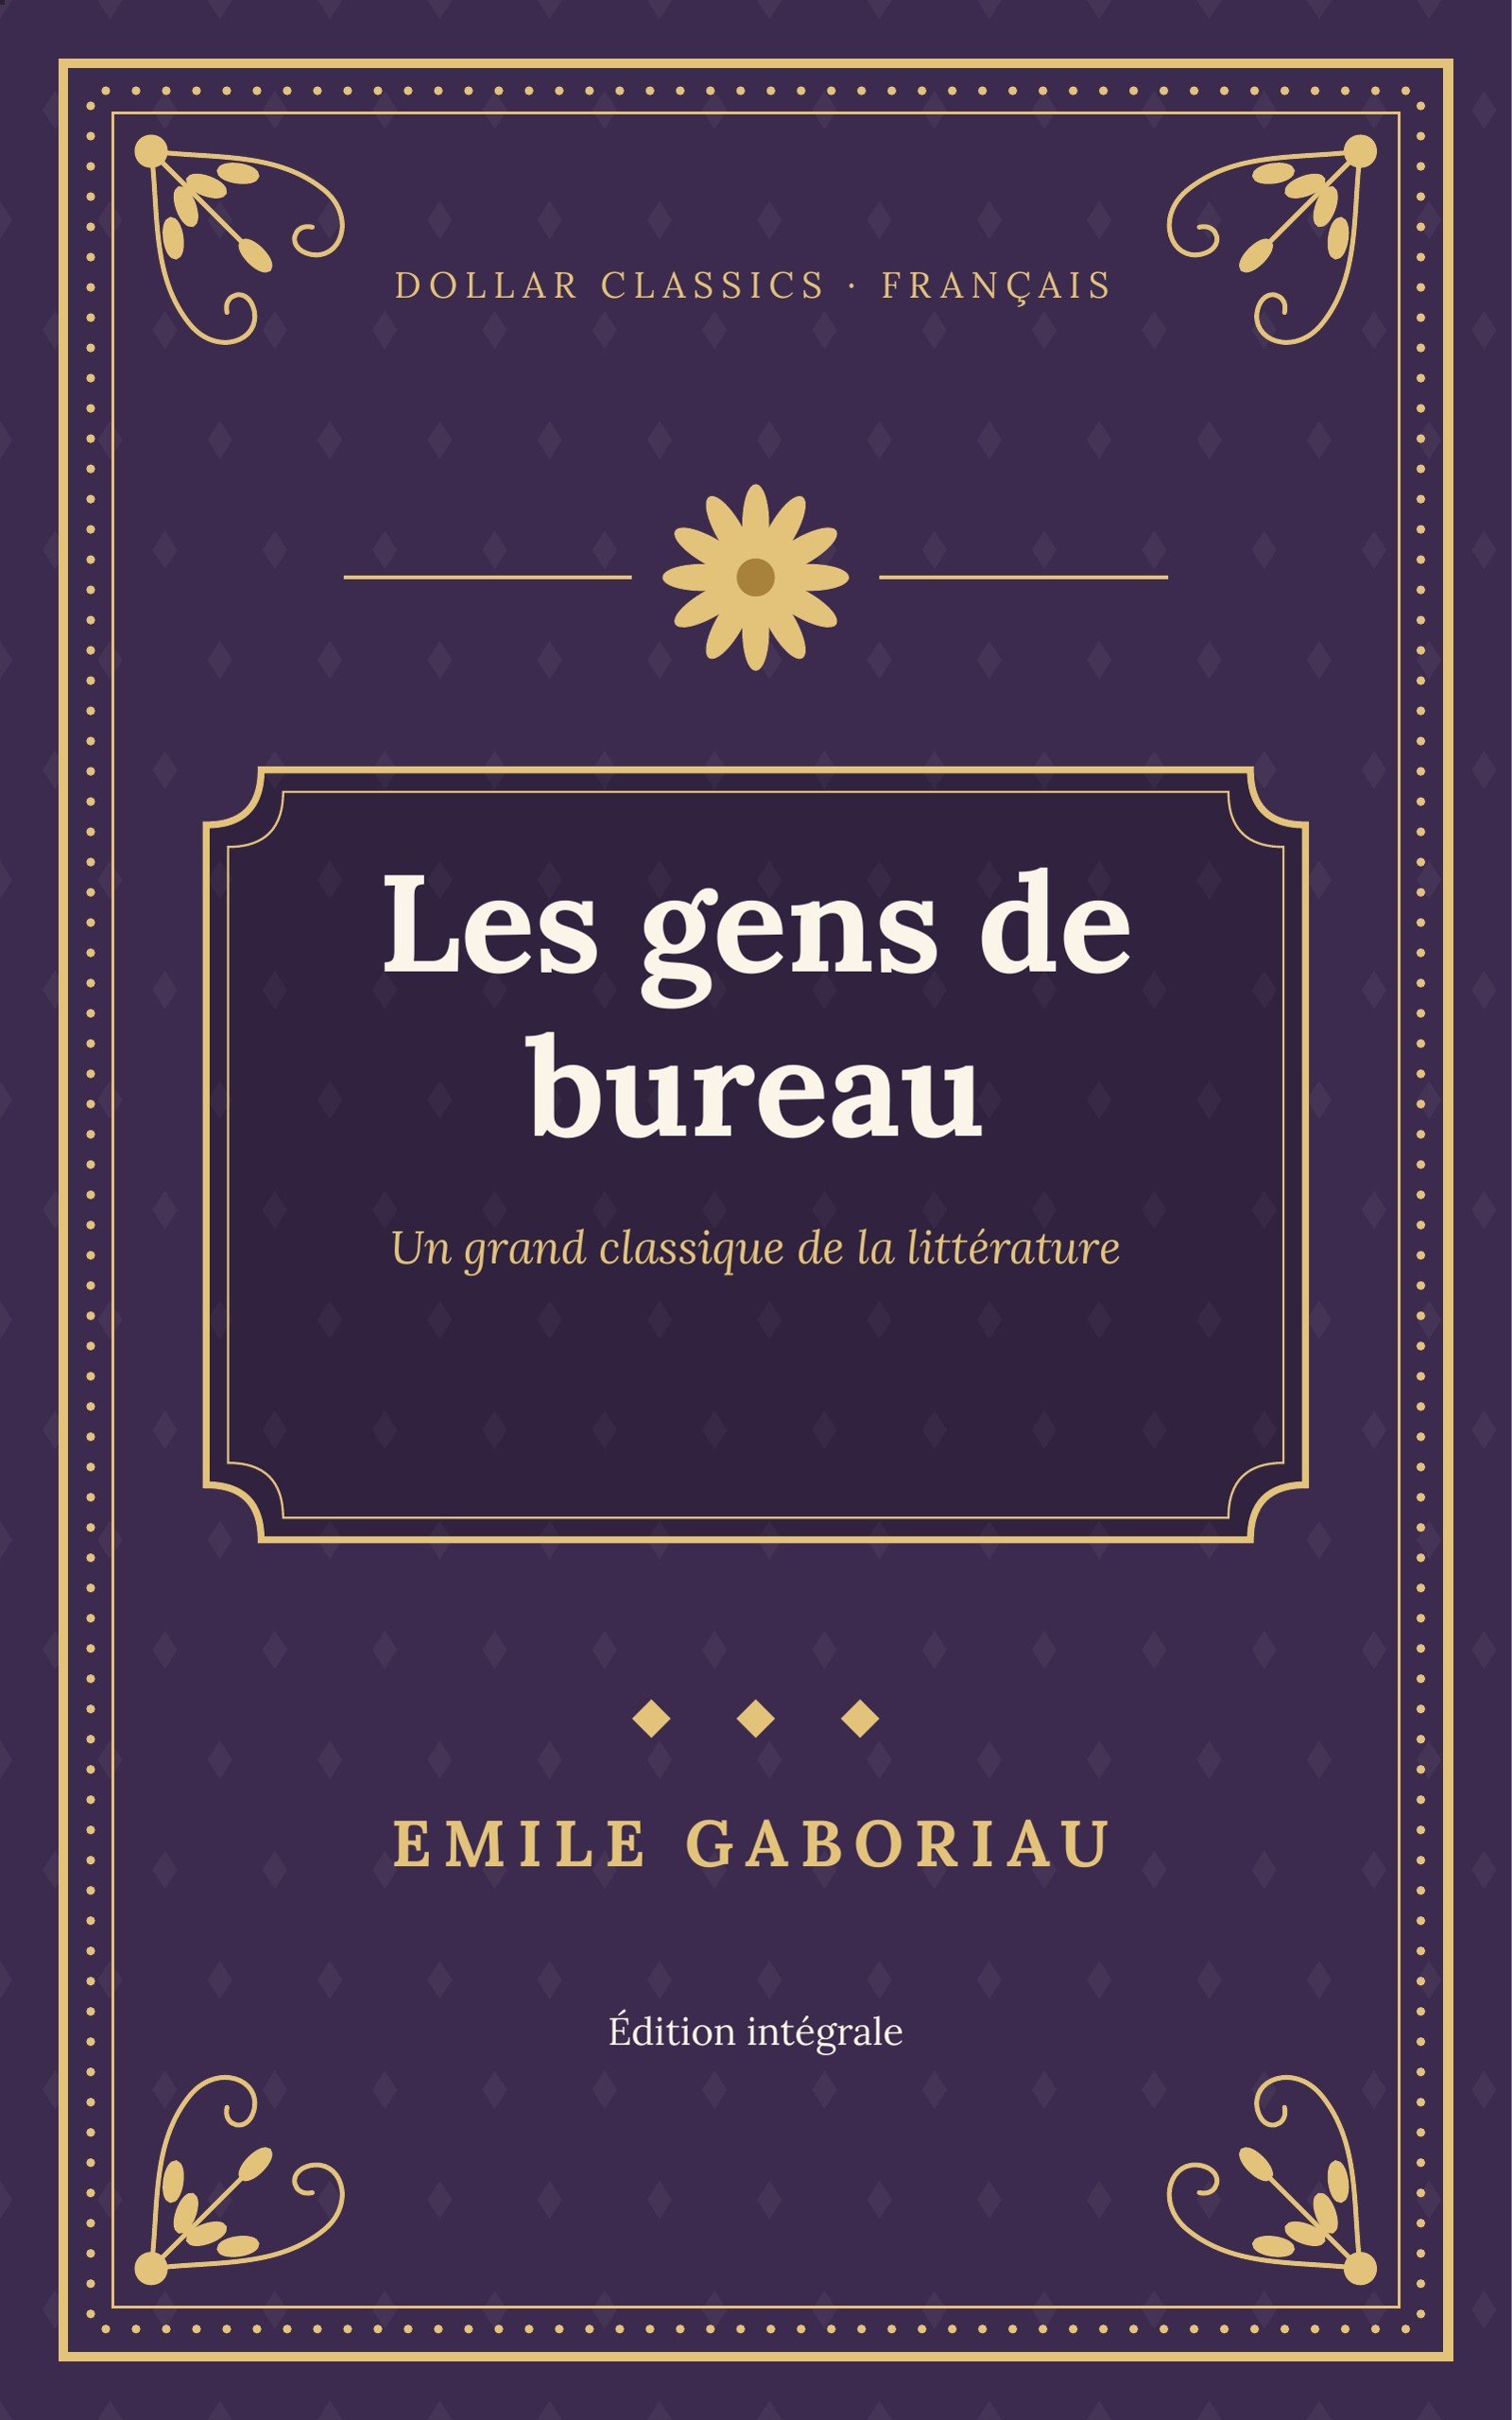 DOLLAR CLASSICS · FRANÇAIS
Les gens de
bureau
Un grand classique de la littérature
EMILE GABORIAU
Édition intégrale